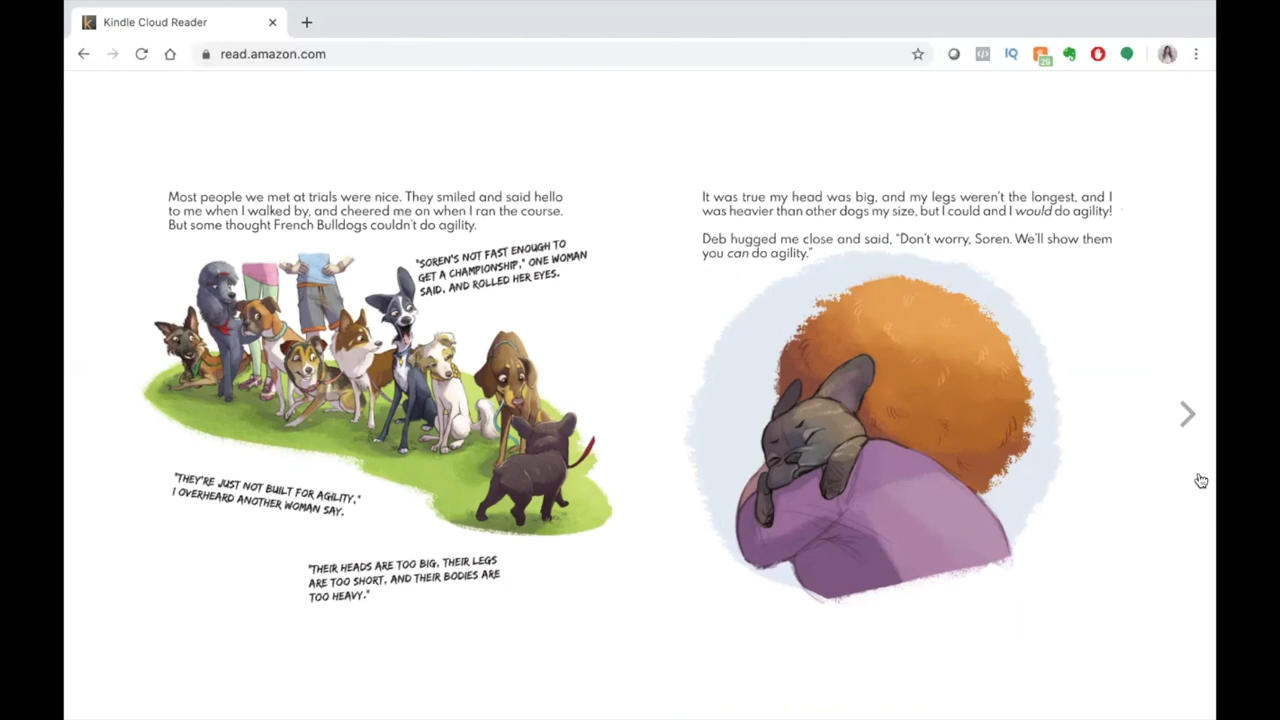 Kindle Cloud Reader
read.amazon.com
IQ
29
Most people we met at trials were nice. They smiled and said hello
to me when I walked by, and cheered me on when I ran the course.
But some thought French Bulldogs couldn't do agility.
"SOREN'S NOT FAST ENOUGH TO
GET A CHAMPIONSHIP," ONE WOMAN
SAID, AND ROLLED HER EYES.
"THEY'RE JUST NOT BUILT FOR AGILITY,"
I OVERHEARD ANOTHER WOMAN SAY.
"THEIR HEADS ARE TOO BIG, THEIR LEGS
ARE TOO SHORT, AND THEIR BODIES ARE
TOO HEAVY."
It was true my head was big, and my legs weren't the longest, and I
was heavier than other dogs my size, but I could and I would do agility!
Deb hugged me close and said, "Don't worry, Soren. We'll show them
you can do agility."